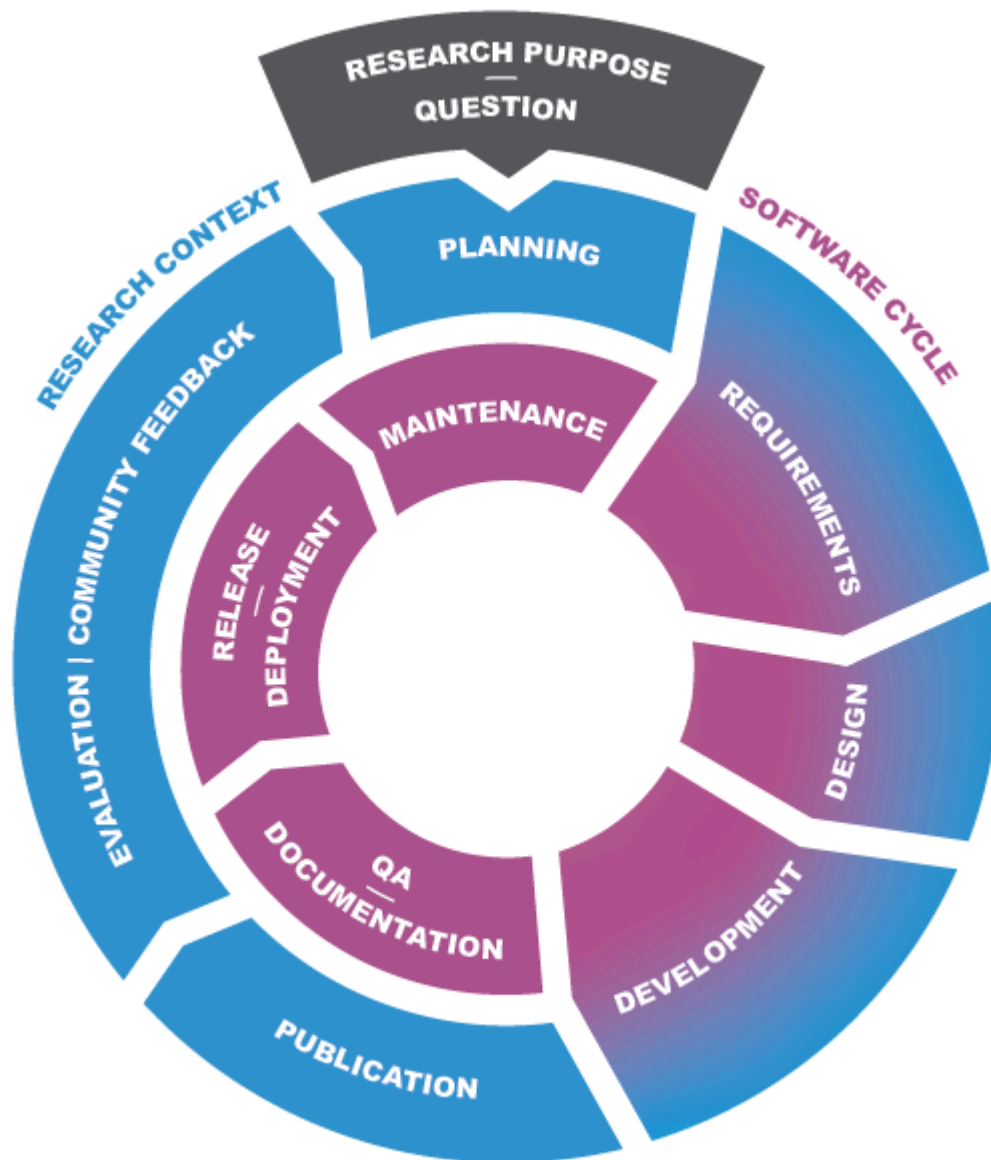 RESEARCH PURPOSE
QUESTION
RESEARCH CONTEXT
SOFTWARE CYCLE
PLANNING
REQUIREMENTS
DESIGN
DEVELOPMENT
PUBLICATION
EVALUATION | COMMUNITY FEEDBACK
MAINTENANCE
RELEASE
DEPLOYMENT
QA
DOCUMENTATION